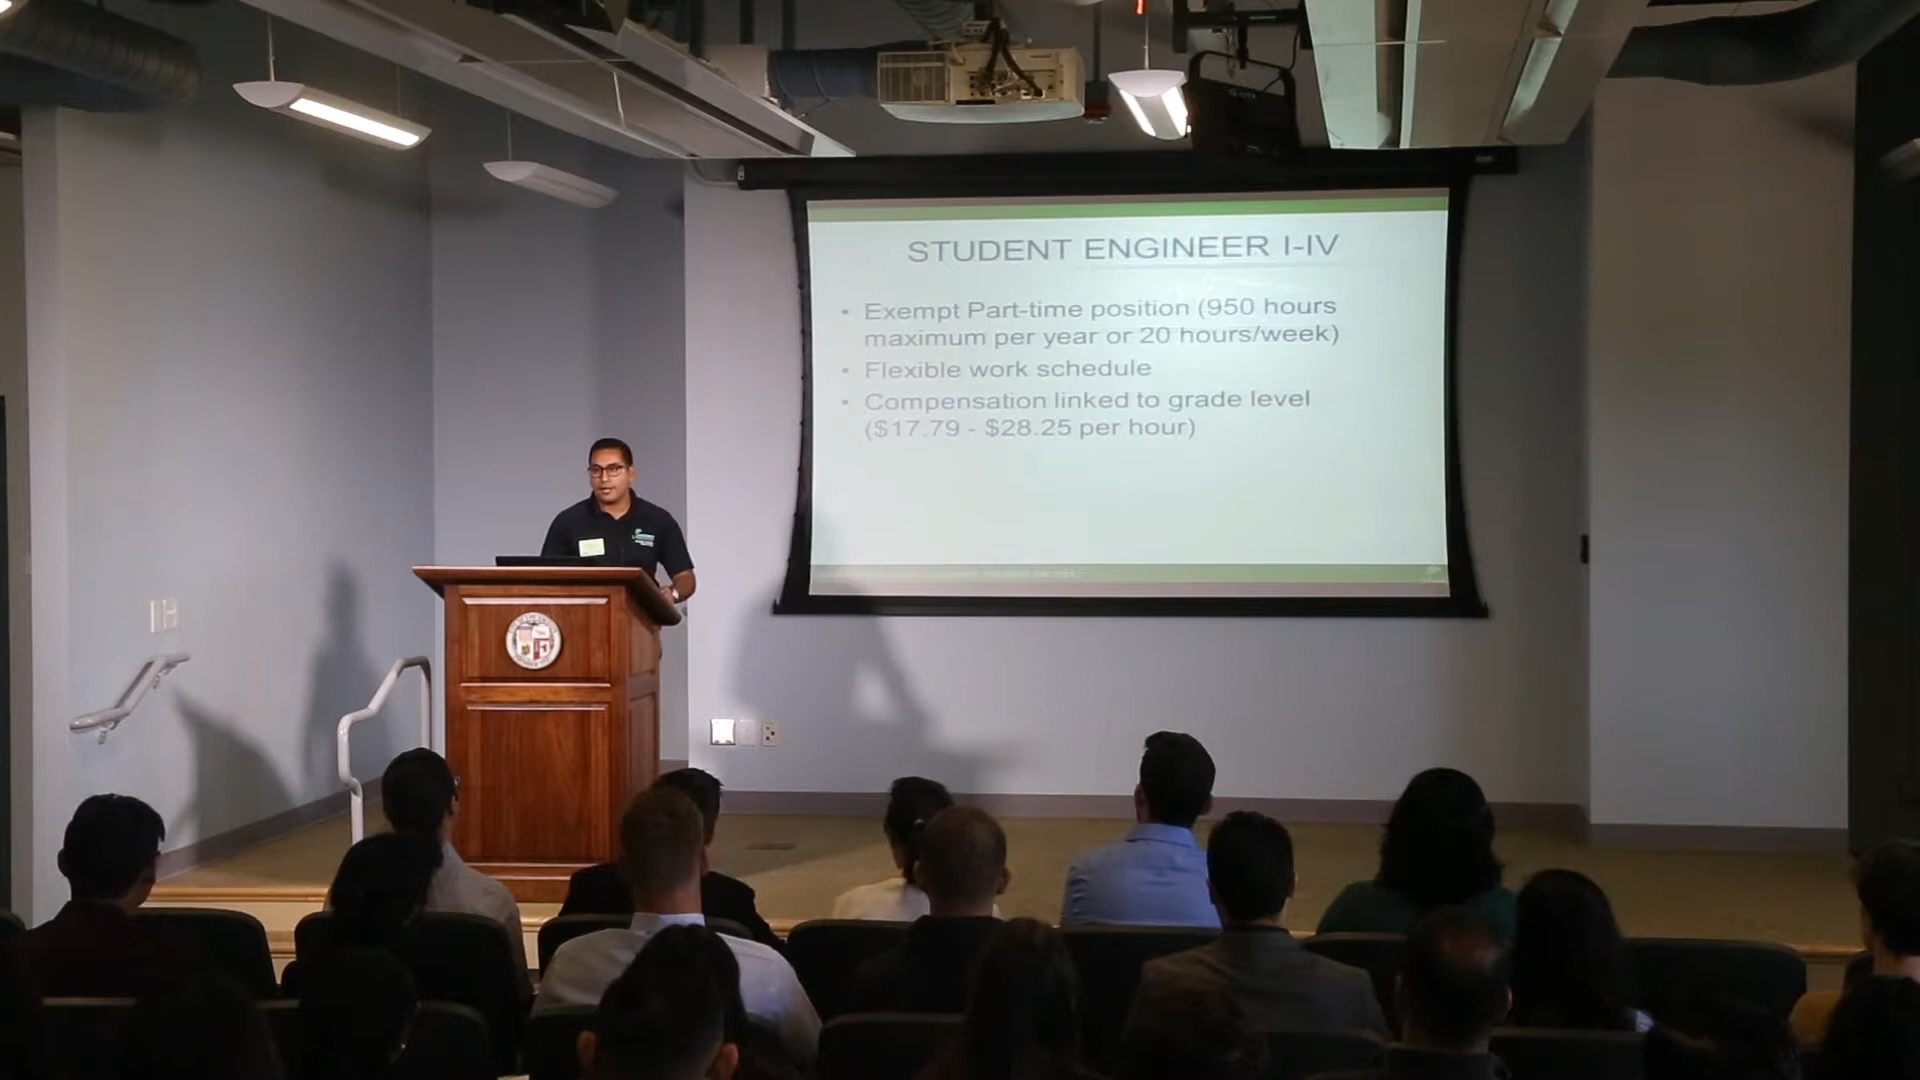 STUDENT ENGINEER I-IV
• Exempt Part-time position (950 hours
maximum per year or 20 hours/week)
• Flexible work schedule
• Compensation linked to grade level
($17.79 - $28.25 per hour)